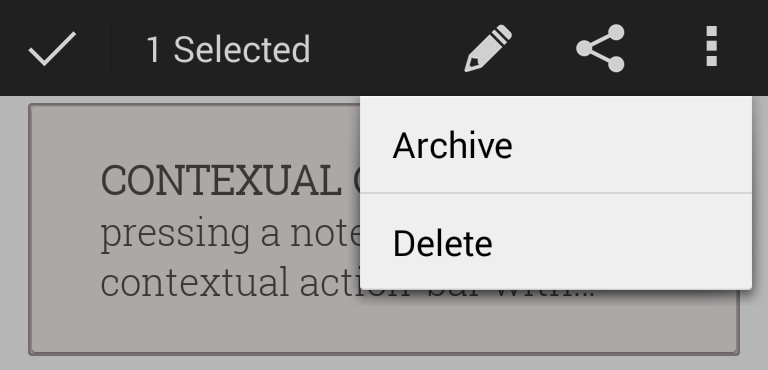 1 Selected
Archive
Delete
CONTEXUAL
pressing a note
contextual action bar with...